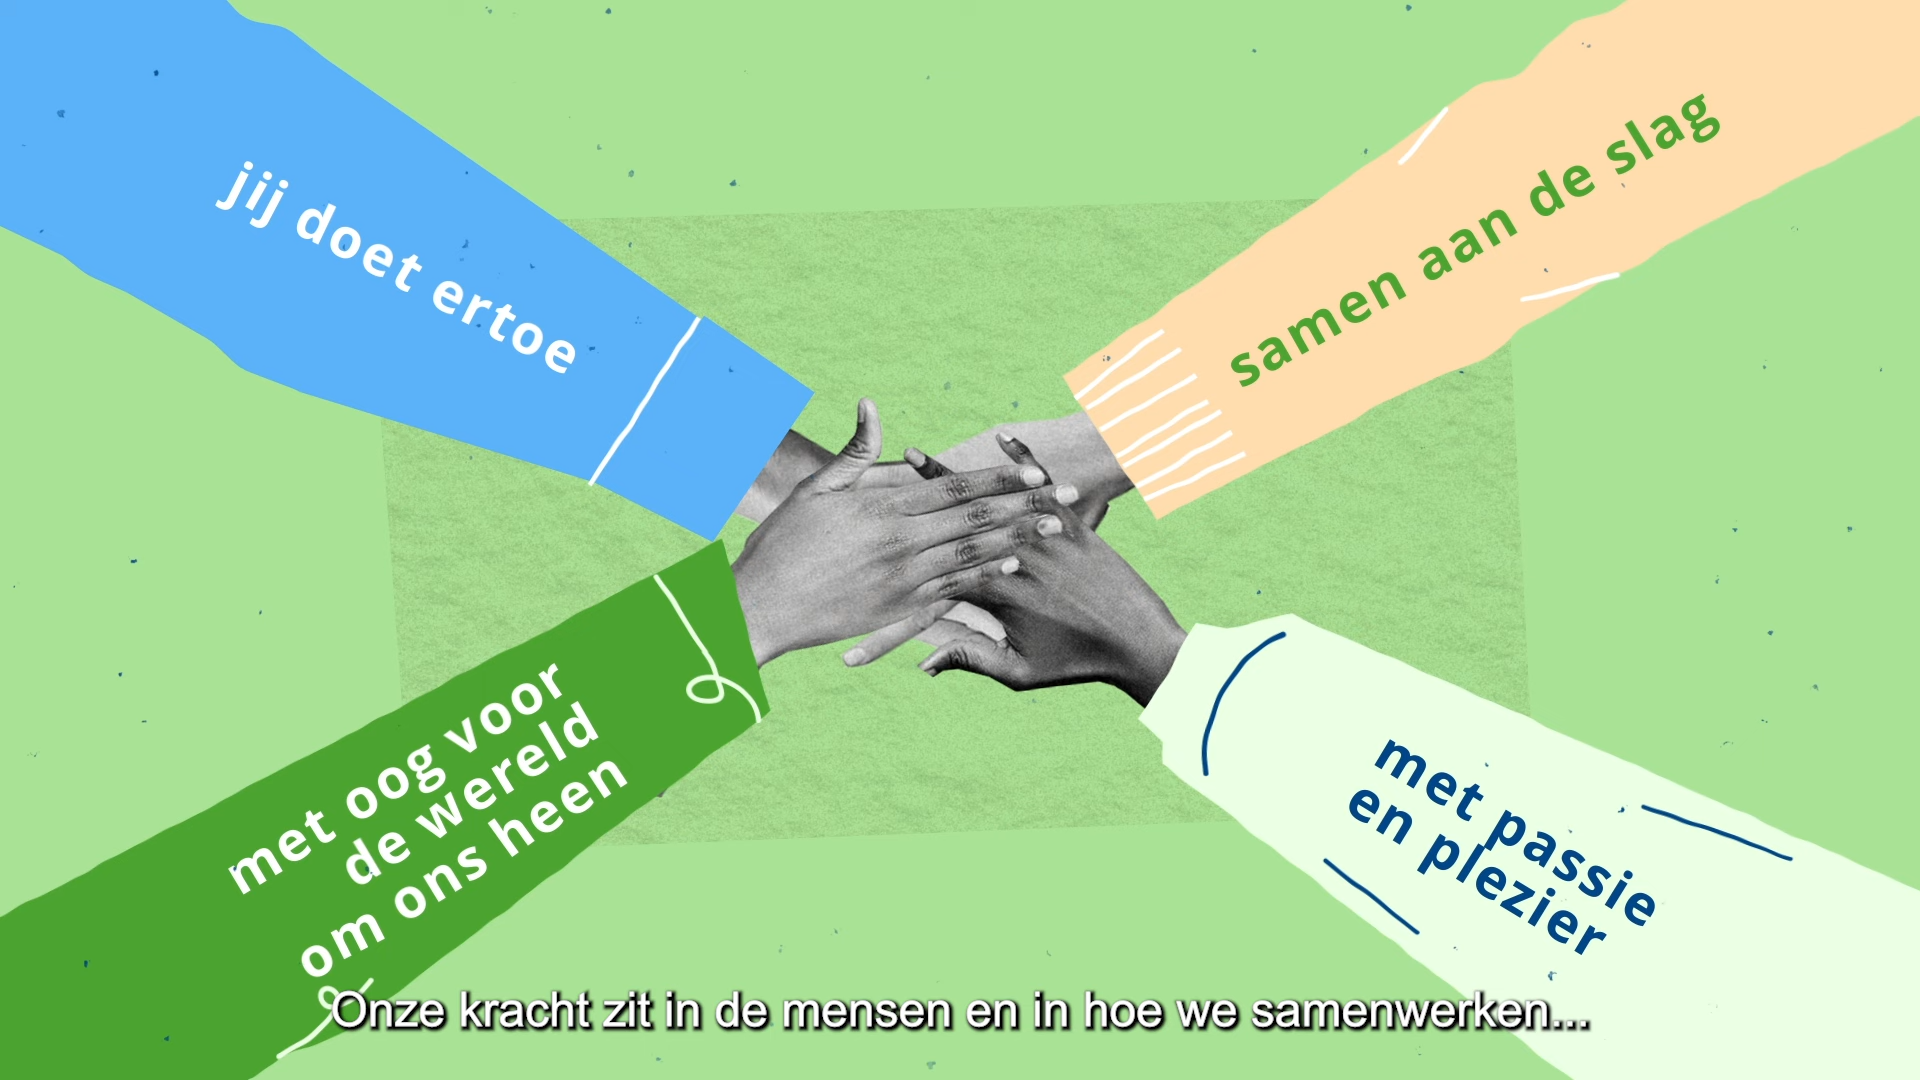 jij doet ertoe
samen aan de slag
met oog voor
de wereld
om ons heen
met passie
en plezier
Onze kracht zit in de mensen en in hoe we samenwerken...